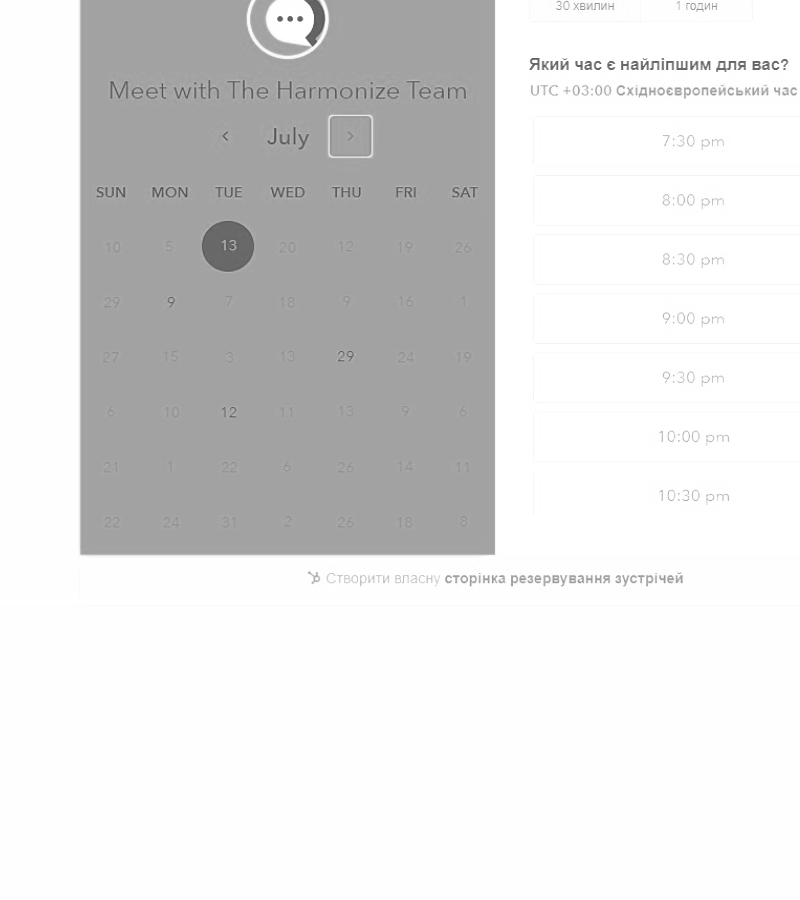 30 хвилин 1 годин
Який час є найліпшим для вас?
UTC +03:00 Східноєвропейський час
Meet with The Harmonize Team
July
SUN MON TUE WED THU FRI SAT
10 5 13 20 12 19 26
29 9 7 18 9 16 1
27 15 3 13 29 24 19
6 10 12 11 13 9 6
21 1 22 6 26 14 11
22 24 31 2 26 18 8
7:30 pm
8:00 pm
8:30 pm
9:00 pm
9:30 pm
10:00 pm
10:30 pm
Створити власну сторінка резервування зустрічей